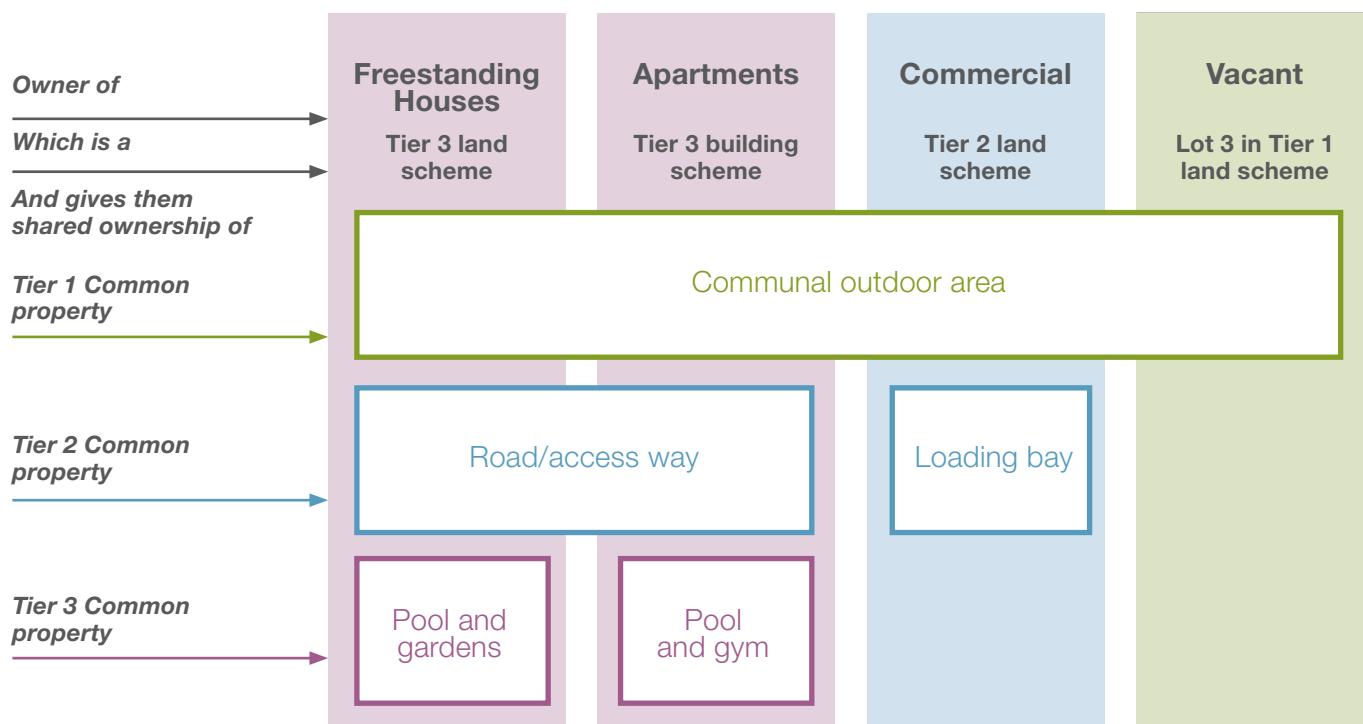 Owner of
Which is a
And gives them
shared ownership of
Freestanding
Houses
Tier 3 land
scheme
Apartments
Tier 3 building
scheme
Commercial
Tier 2 land
scheme
Vacant
Lot 3 in Tier 1
land scheme
Tier 1 Common
property
Communal outdoor area
Tier 2 Common
property
Road/access way
Loading bay
Tier 3 Common
property
Pool and
gardens
Pool
and gym